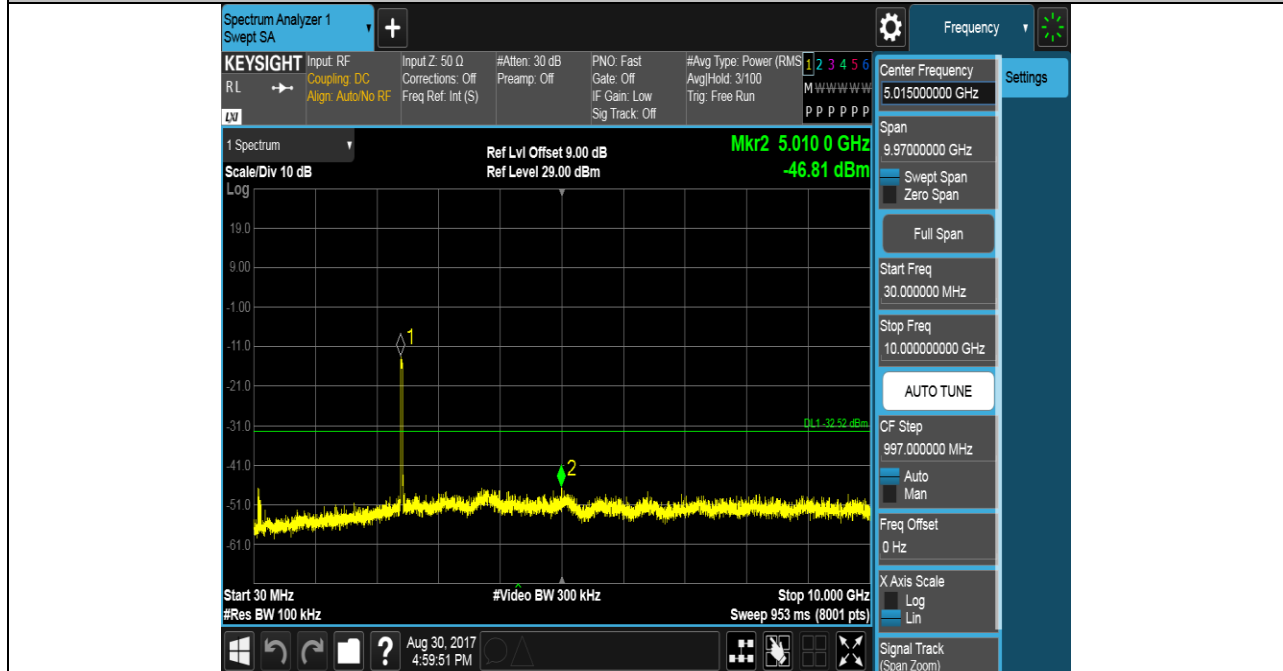 Spectrum Analyzer 1
Swept SA
+
Frequency
KEYSIGHT
RL
LXI
Input: RF
Coupling: DC
Align: Auto/No RF
Input Z: 50 Ω
Corrections: Off
Freq Ref: Int (S)
#Atten: 30 dB
Preamp: Off
PNO: Fast
Gate: Off
IF Gain: Low
Sig Track: Off
#Avg Type: Power (RMS
Avg|Hold: 3/100
Trig: Free Run
1 2 3 4 5 6
M W W W W W
P P P P P P
1 Spectrum
Scale/Div 10 dB
Log
Ref Lvl Offset 9.00 dB
Ref Level 29.00 dBm
Mkr2 5.010 0 GHz
-46.81 dBm
19.0
9.00
-1.00
-11.0
-21.0
-31.0
-41.0
-51.0
-61.0
1
DL1 -32.52 dBm
2
Start 30 MHz
#Res BW 100 kHz
#Video BW 300 kHz
Stop 10.000 GHz
Sweep 953 ms (8001 pts)
?
Aug 30, 2017
4:59:51 PM
Center Frequency
5.015000000 GHz
Span
9.97000000 GHz
Swept Span
Zero Span
Full Span
Start Freq
30.000000 MHz
Stop Freq
10.000000000 GHz
AUTO TUNE
CF Step
997.000000 MHz
Auto
Man
Freq Offset
0 Hz
X Axis Scale
Log
Lin
Signal Track
(Span Zoom)
Settings